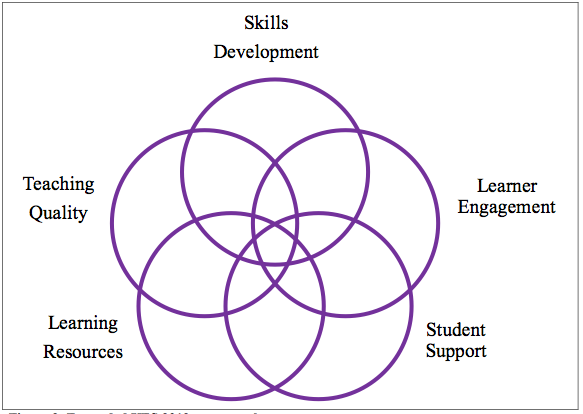 Skills
Development
Teaching
Quality
Learner
Engagement
Learning
Resources
Student
Support